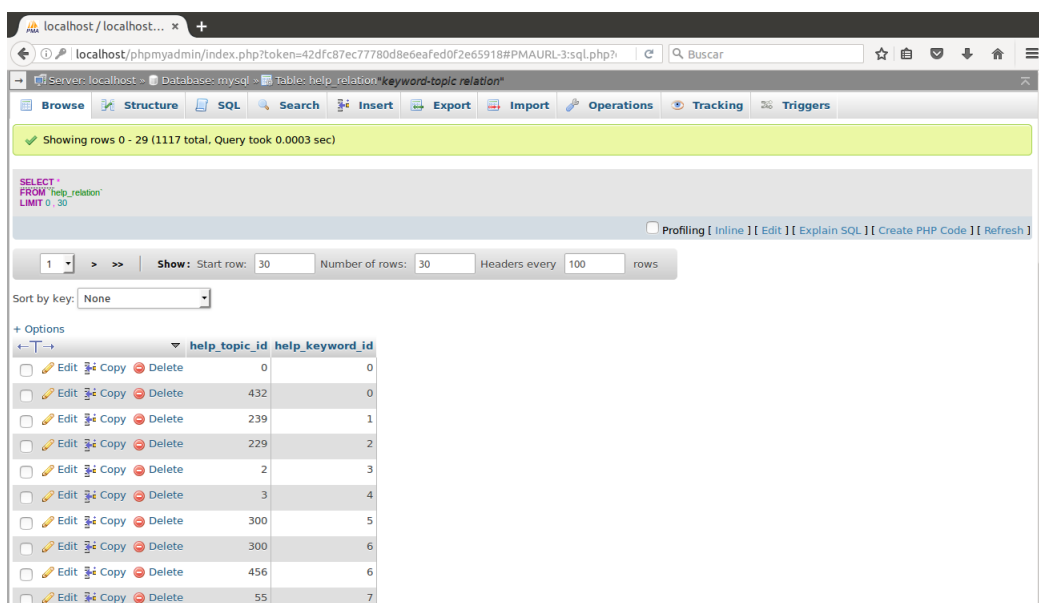 localhost / localhost... × +
localhost/phpmyadmin/index.php?token=42dfc87ec77780d8e6eafed0f2e65918#PMAURL-3:sql.php?( Buscar
Server: localhost » Database: mysql » Table: help_relation "keyword-topic relation"
Browse Structure SQL Search Insert Export Import Operations Tracking Triggers
Showing rows 0 - 29 (1117 total, Query took 0.0003 sec)
SELECT *
FROM `help_relation`
LIMIT 0 , 30
Profiling [ Inline ] [ Edit ] [ Explain SQL ] [ Create PHP Code ] [ Refresh ]
1 > >> | Show: Start row: 30 Number of rows: 30 Headers every 100 rows
Sort by key: None
+ Options
←T→ help_topic_id help_keyword_id
Edit Copy Delete 0 0
Edit Copy Delete 432 0
Edit Copy Delete 239 1
Edit Copy Delete 229 2
Edit Copy Delete 2 3
Edit Copy Delete 3 4
Edit Copy Delete 300 5
Edit Copy Delete 300 6
Edit Copy Delete 456 6
Edit Copy Delete 55 7